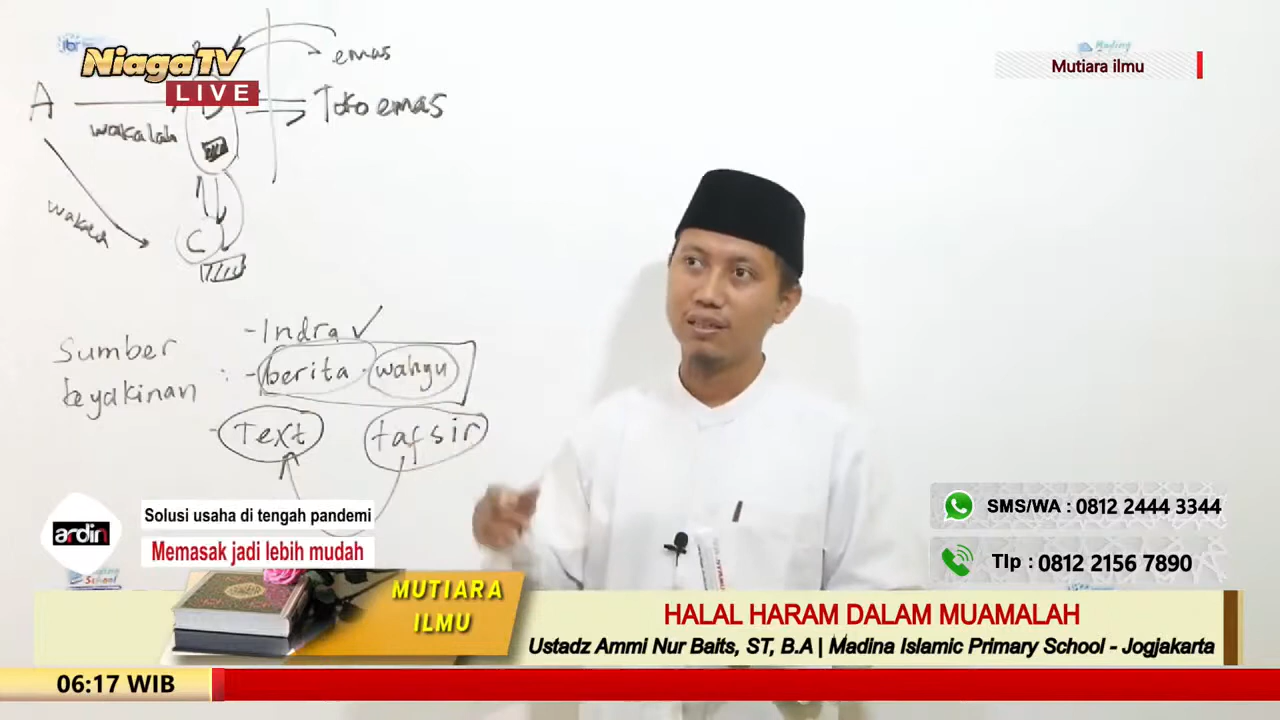 jibr
NiagaTV
LIVE
Mutiara ilmu
emas
A
Toko emas
wakalah
C
Sumber keyakinan :
- Indra ✓
- berita - wahyu
- Text
tafsir
ardin
Solusi usaha di tengah pandemi
Memasak jadi lebih mudah
School
SMS/WA : 0812 2444 3344
Tlp : 0812 2156 7890
MUTIARA
ILMU
HALAL HARAM DALAM MUAMALAH
Ustadz Ammi Nur Baits, ST, B.A | Madina Islamic Primary School - Jogjakarta
06:17 WIB